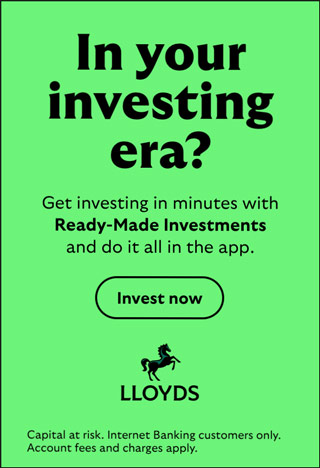 In your
investing
era?
Get investing in minutes with
Ready-Made Investments
and do it all in the app.
Invest now
LLOYDS
Capital at risk. Internet Banking customers only.
Account fees and charges apply.